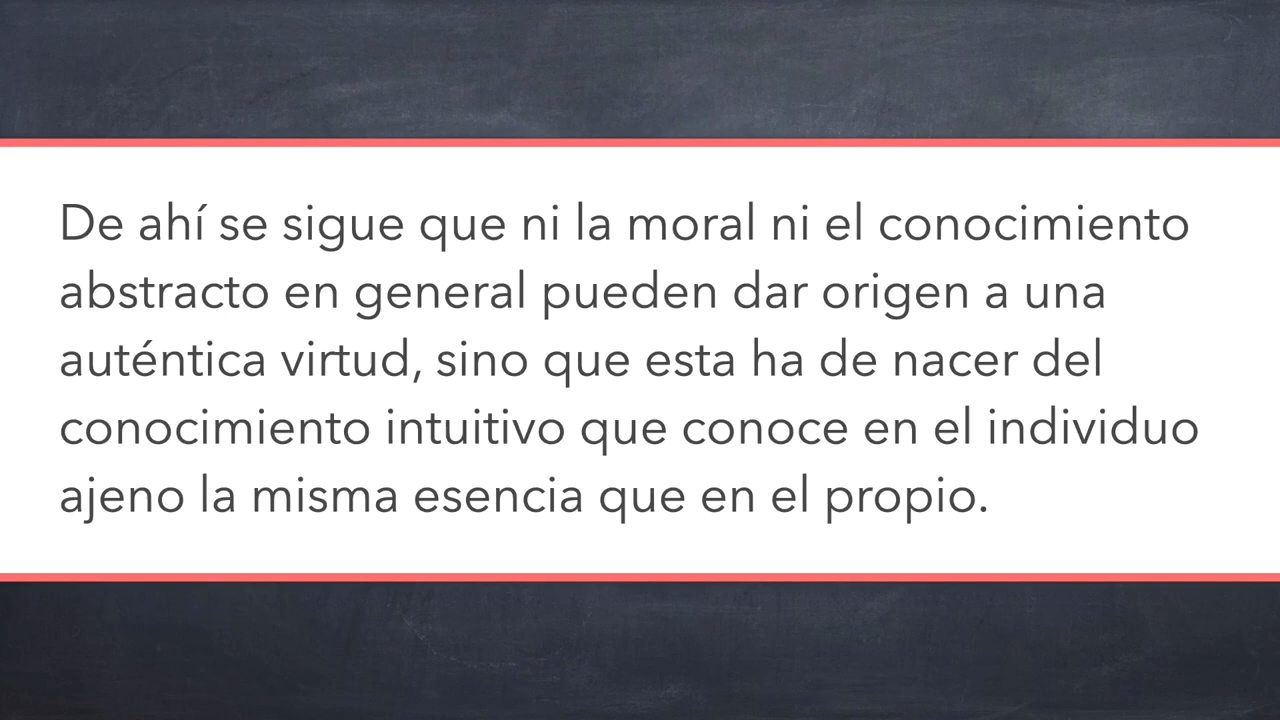 De ahí se sigue que ni la moral ni el conocimiento
abstracto en general pueden dar origen a una
auténtica virtud, sino que esta ha de nacer del
conocimiento intuitivo que conoce en el individuo
ajeno la misma esencia que en el propio.